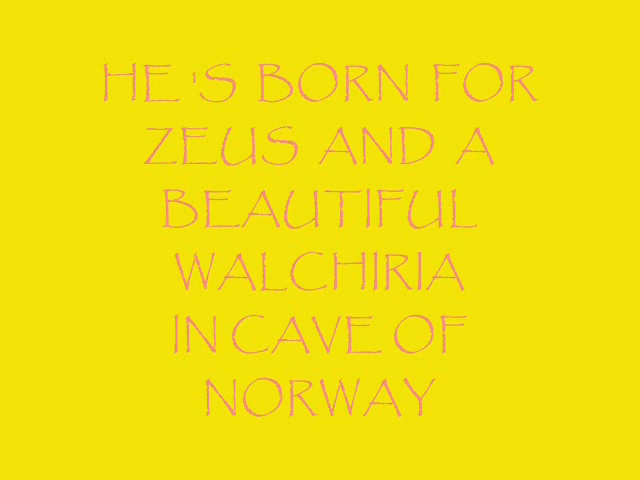 HE 'S BORN FOR
ZEUS AND A
BEAUTIFUL
WALCHIRIA
IN CAVE OF
NORWAY